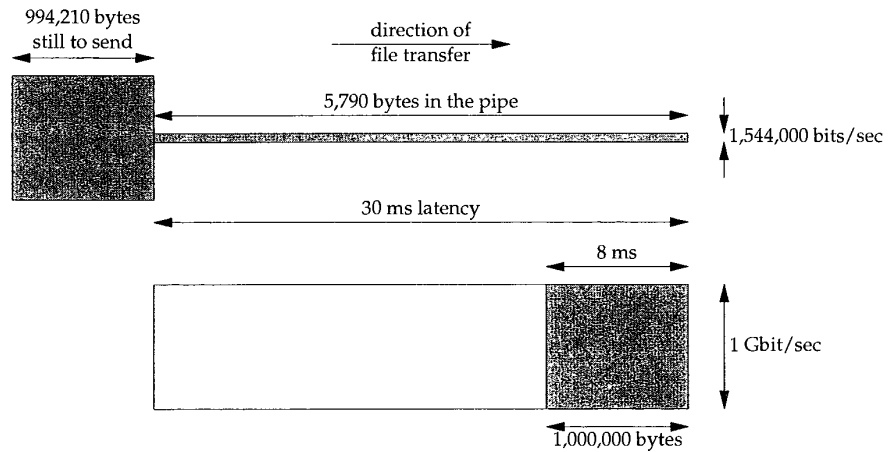 994,210 bytes
still to send
direction of
file transfer
5,790 bytes in the pipe
1,544,000 bits/sec
30 ms latency
8 ms
1 Gbit/sec
1,000,000 bytes